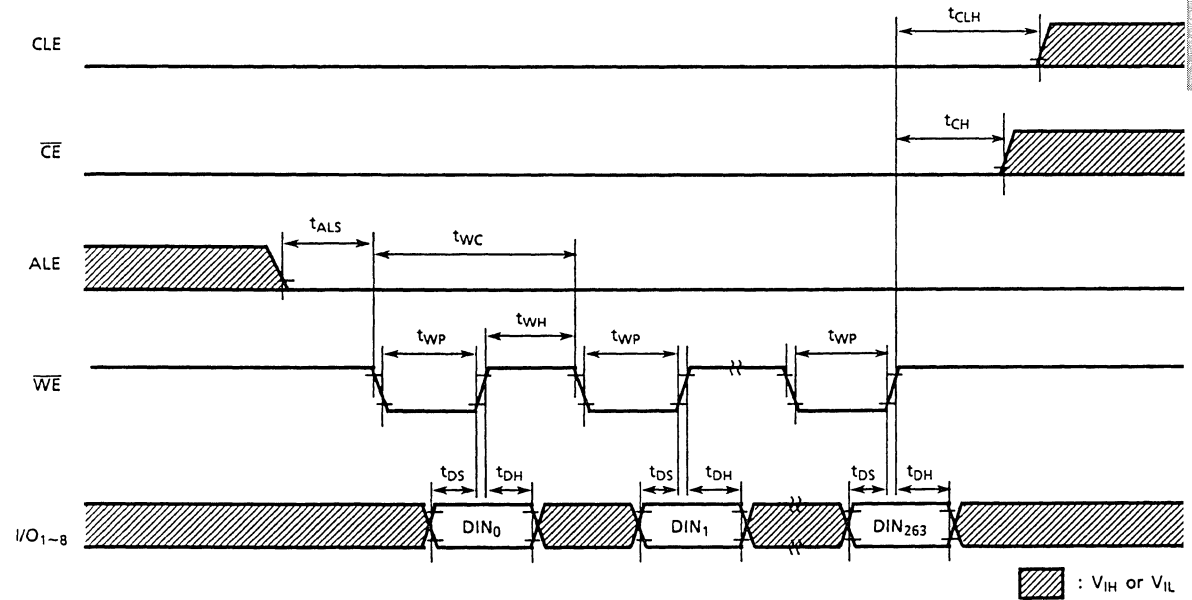 CLE
tCLH
CE
tCH
ALE
tALS
tWC
WE
tWP
tWH
tWP
tWP
tDS
tDH
tDS
tDH
tDS
tDH
I/O1~8
DIN0
DIN1
DIN263
: VIH or VIL